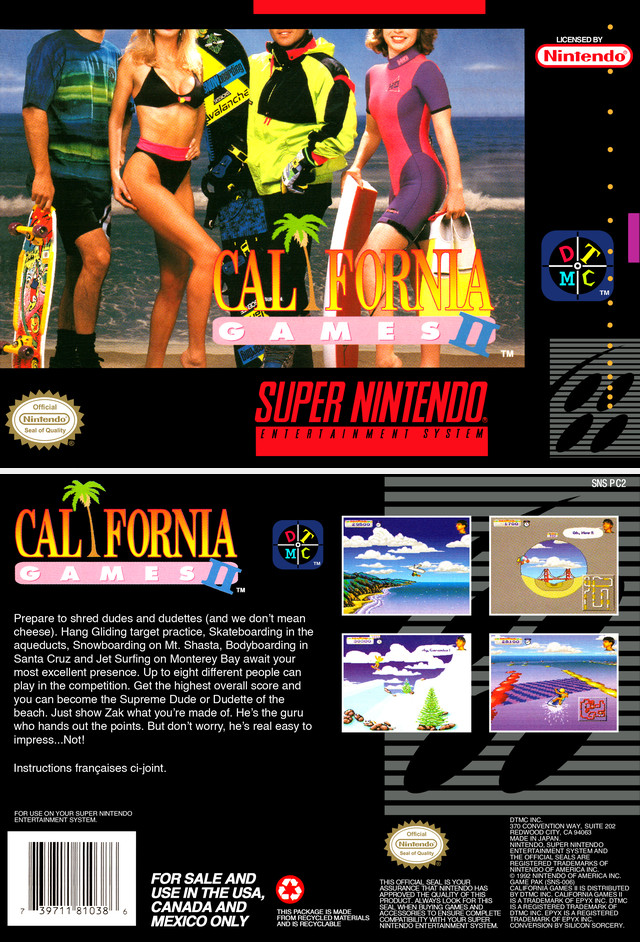 LICENSED BY
Nintendo®
DTMC
TM
CALIFORNIA
GAMES II
TM
Official
Nintendo
Seal of Quality
®
SUPER NINTENDO®
ENTERTAINMENT SYSTEM
SNS PC2
CALIFORNIA
GAMES II
TM
DTMC
TM
Prepare to shred dudes and dudettes (and we don't mean
cheese). Hang Gliding target practice, Skateboarding in the
aqueducts, Snowboarding on Mt. Shasta, Bodyboarding in
Santa Cruz and Jet Surfing on Monterey Bay await your
most excellent presence. Up to eight different people can
play in the competition. Get the highest overall score and
you can become the Supreme Dude or Dudette of the
beach. Just show Zak what you're made of. He's the guru
who hands out the points. But don't worry, he's real easy to
impress...Not!
Instructions françaises ci-joint.
FOR USE ON YOUR SUPER NINTENDO
ENTERTAINMENT SYSTEM.
7 39711 81038 6
FOR SALE AND
USE IN THE USA,
CANADA AND
MEXICO ONLY
THIS PACKAGE IS MADE
FROM RECYCLED MATERIALS
AND IS RECYCLABLE
Official
Nintendo
Seal of Quality
THIS OFFICIAL SEAL IS YOUR
ASSURANCE THAT NINTENDO HAS
APPROVED THE QUALITY OF THIS
PRODUCT. ALWAYS LOOK FOR THIS
SEAL WHEN BUYING GAMES AND
ACCESSORIES TO ENSURE COMPLETE
COMPATIBILITY WITH YOUR SUPER
NINTENDO ENTERTAINMENT SYSTEM.
DTMC INC.
370 CONVENTION WAY, SUITE 202
REDWOOD CITY, CA 94063
MADE IN JAPAN.
NINTENDO, SUPER NINTENDO
ENTERTAINMENT SYSTEM AND
THE OFFICIAL SEALS ARE
REGISTERED TRADEMARKS OF
NINTENDO OF AMERICA INC.
© 1992 NINTENDO OF AMERICA INC.
GAME PAK (SNS-006)
CALIFORNIA GAMES II IS DISTRIBUTED
BY DTMC INC. CALIFORNIA GAMES II
IS A TRADEMARK OF EPYX INC. DTMC
IS A REGISTERED TRADEMARK OF
DTMC INC. EPYX IS A REGISTERED
TRADEMARK OF EPYX INC.
CONVERSION BY SILICON SORCERY.